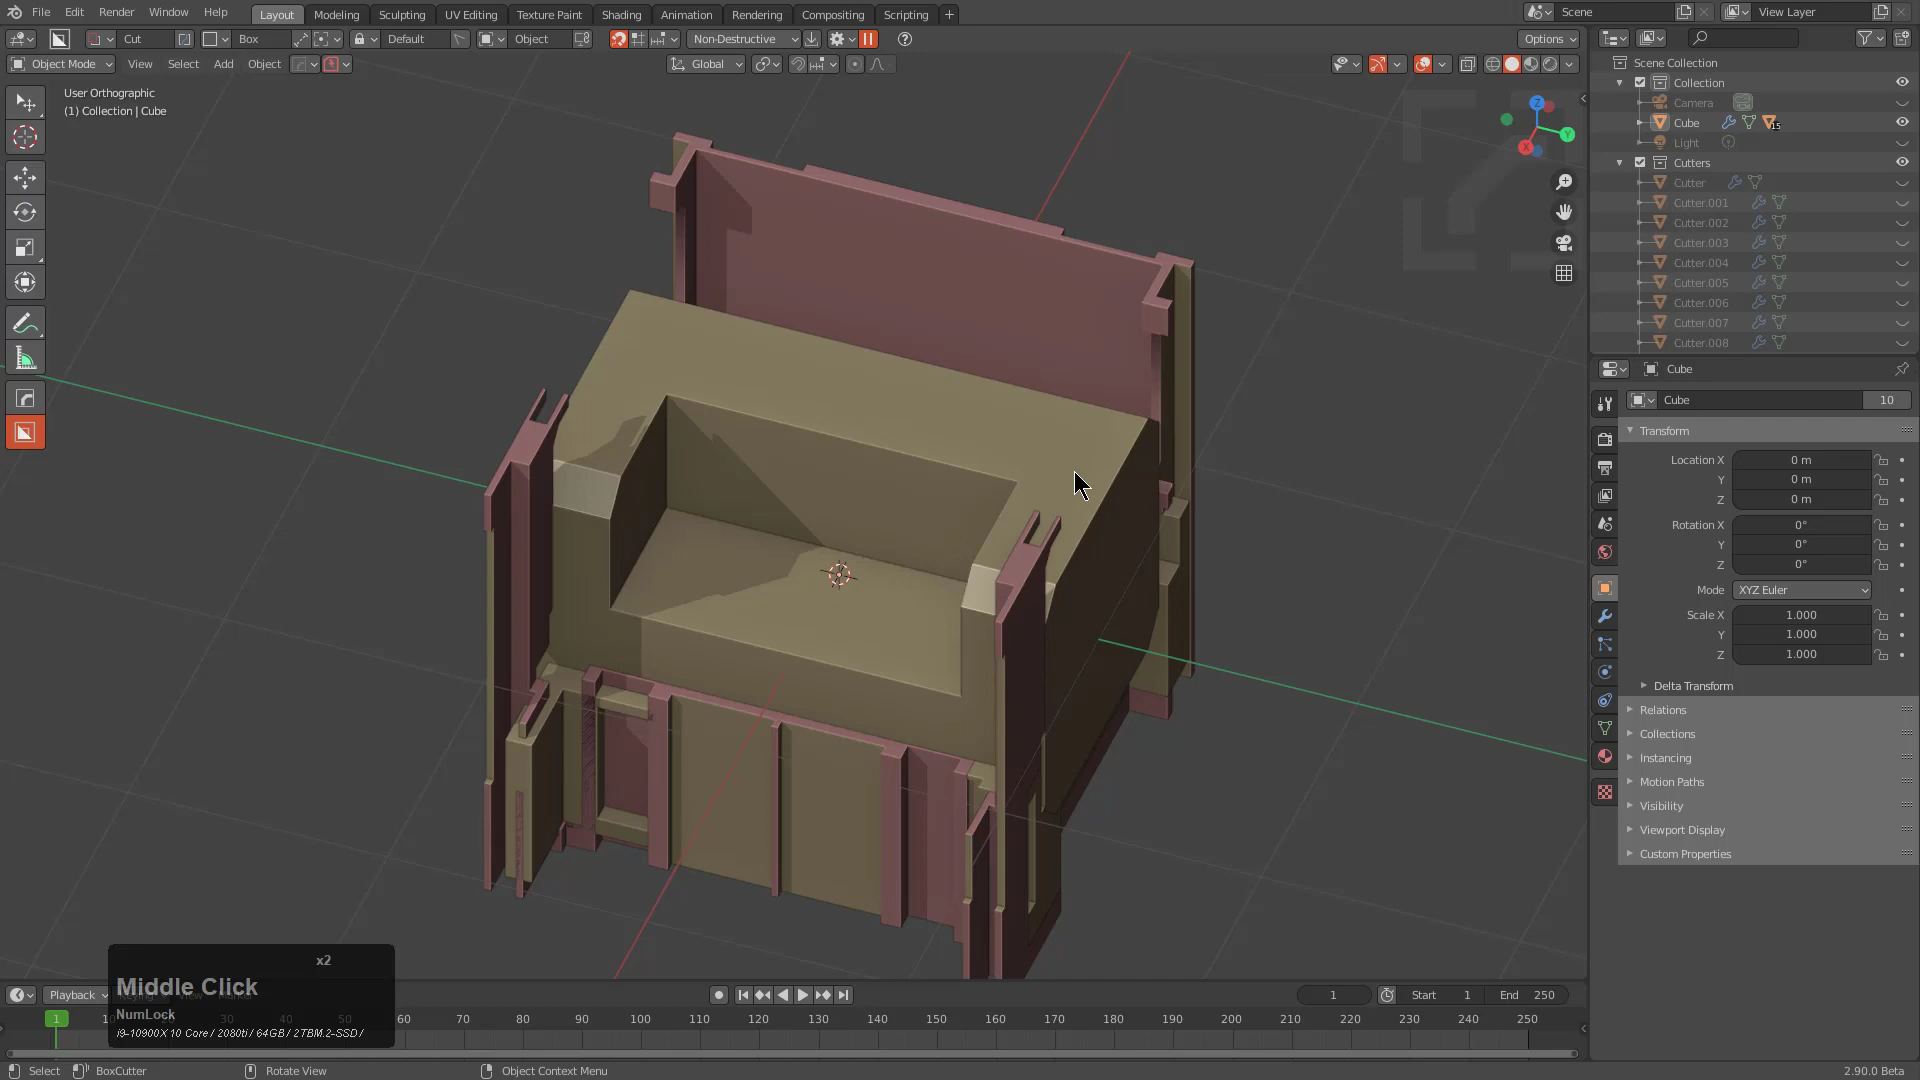 File Edit Render Window Help Layout Modeling Sculpting UV Editing Texture Paint Shading Animation Rendering Compositing Scripting + Scene View Layer
Cut Box Default Object Non-Destructive Options
Object Mode View Select Add Object Global
User Orthographic
(1) Collection | Cube
Z
Y
X
Scene Collection
Collection
Camera
Cube 15
Light
Cutters
Cutter
Cutter.001
Cutter.002
Cutter.003
Cutter.004
Cutter.005
Cutter.006
Cutter.007
Cutter.008
Cube
Cube 10
Transform
Location X 0 m
Y 0 m
Z 0 m
Rotation X 0°
Y 0°
Z 0°
Mode XYZ Euler
Scale X 1.000
Y 1.000
Z 1.000
Delta Transform
Relations
Collections
Instancing
Motion Paths
Visibility
Viewport Display
Custom Properties
x2
Middle Click
NumLock
i9-10900X 10 Core / 2080ti / 64GB / 2TBM.2-SSD /
Playback Keying View Marker 1 Start 1 End 250
1 60 70 80 90 100 110 120 130 140 150 160 170 180 190 200 210 220 230 240 250
Select BoxCutter Rotate View Object Context Menu 2.90.0 Beta